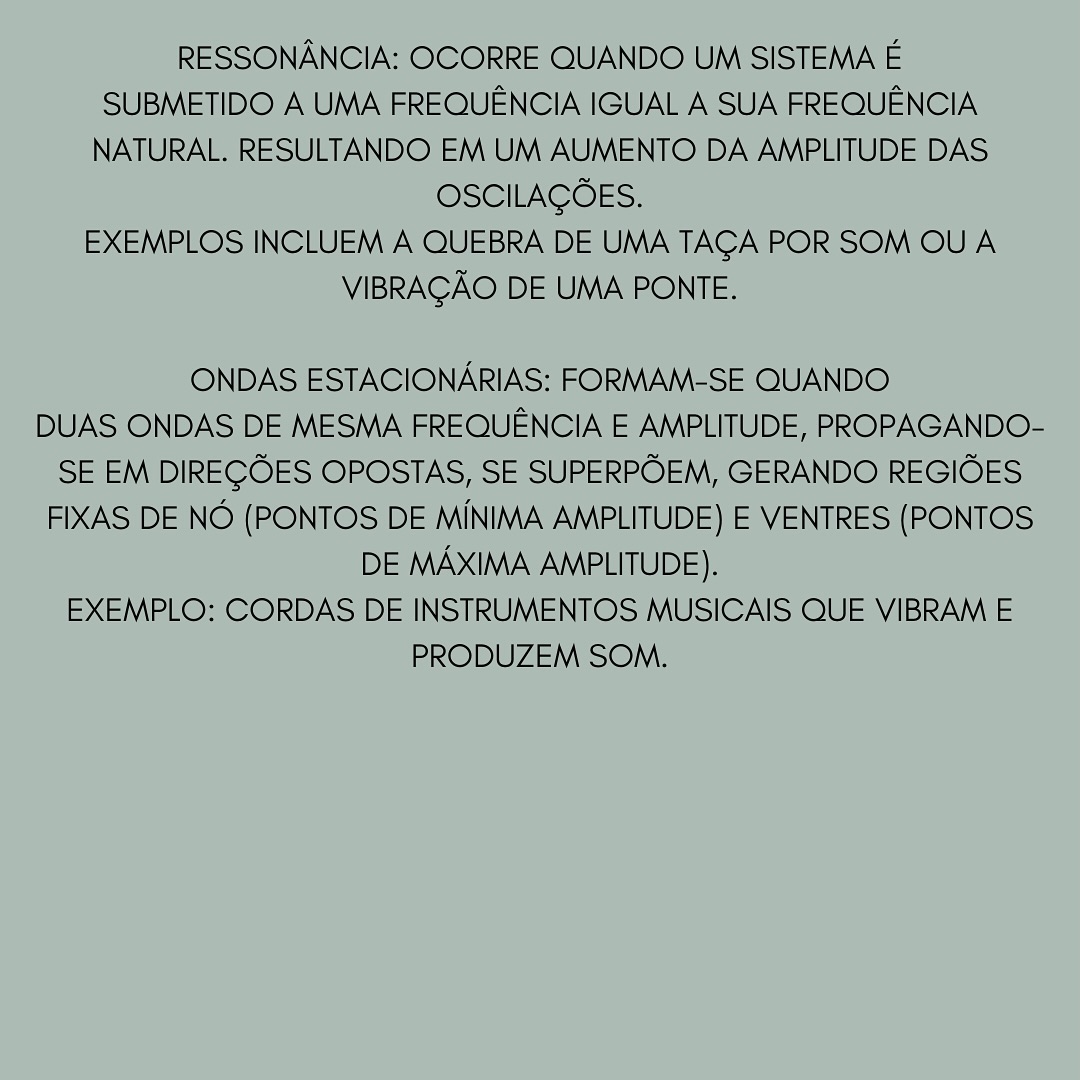 RESSONÂNCIA: OCORRE QUANDO UM SISTEMA É
SUBMETIDO A UMA FREQUÊNCIA IGUAL A SUA FREQUÊNCIA
NATURAL. RESULTANDO EM UM AUMENTO DA AMPLITUDE DAS
OSCILAÇÕES.
EXEMPLOS INCLUEM A QUEBRA DE UMA TAÇA POR SOM OU A
VIBRAÇÃO DE UMA PONTE.
ONDAS ESTACIONÁRIAS: FORMAM-SE QUANDO
DUAS ONDAS DE MESMA FREQUÊNCIA E AMPLITUDE, PROPAGANDO-
SE EM DIREÇÕES OPOSTAS, SE SUPERPÕEM, GERANDO REGIÕES
FIXAS DE NÓ (PONTOS DE MÍNIMA AMPLITUDE) E VENTRES (PONTOS
DE MÁXIMA AMPLITUDE).
EXEMPLO: CORDAS DE INSTRUMENTOS MUSICAIS QUE VIBRAM E
PRODUZEM SOM.